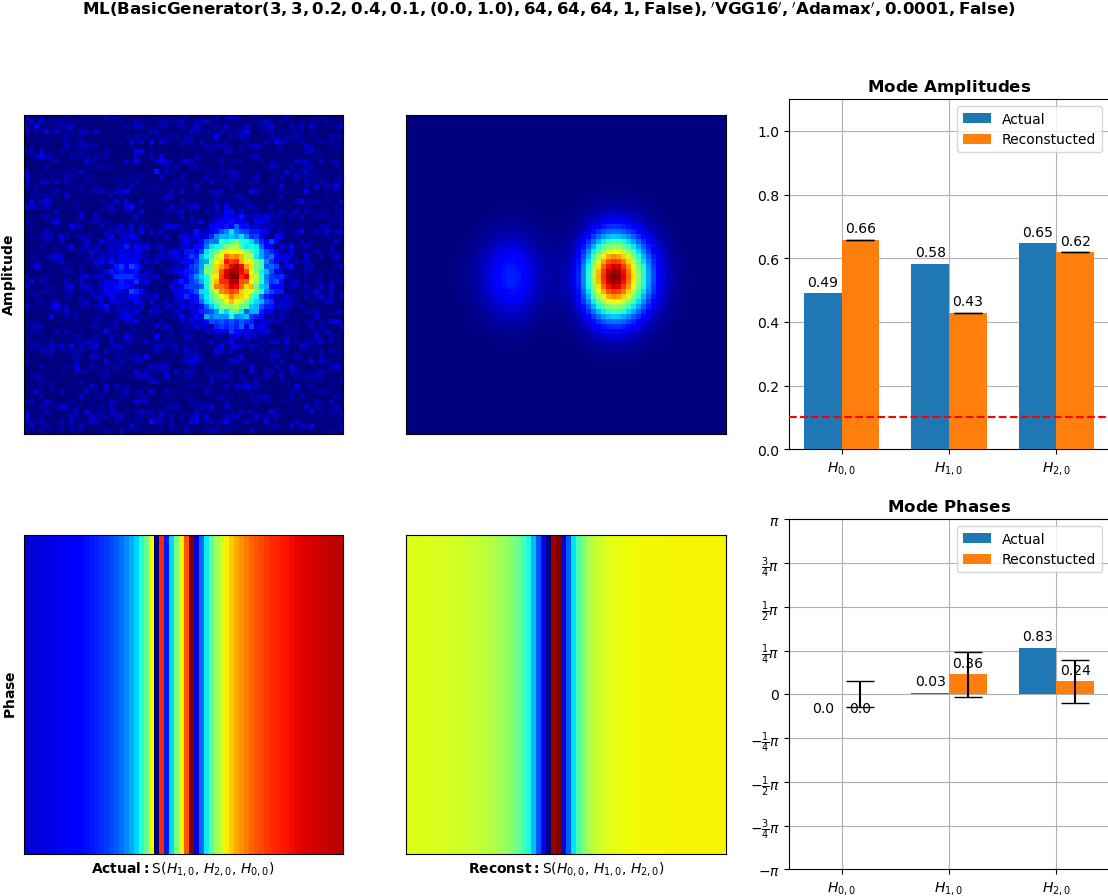 ML(BasicGenerator(3, 3, 0.2, 0.4, 0.1, (0.0, 1.0), 64, 64, 64, 1, False), ′VGG16′, ′Adamax′, 0.0001, False)
Amplitude
Mode Amplitudes
Actual
Reconstucted
1.0
0.8
0.6
0.4
0.2
0.0
0.49
0.66
0.58
0.43
0.65
0.62
H0,0
H1,0
H2,0
Phase
Actual: S(H1,0, H2,0, H0,0)
Reconst: S(H0,0, H1,0, H2,0)
Mode Phases
Actual
Reconstucted
π
3/4π
1/2π
1/4π
0
−1/4π
−1/2π
−3/4π
−π
0.0
0.0
0.03
0.36
0.83
0.24
H0,0
H1,0
H2,0